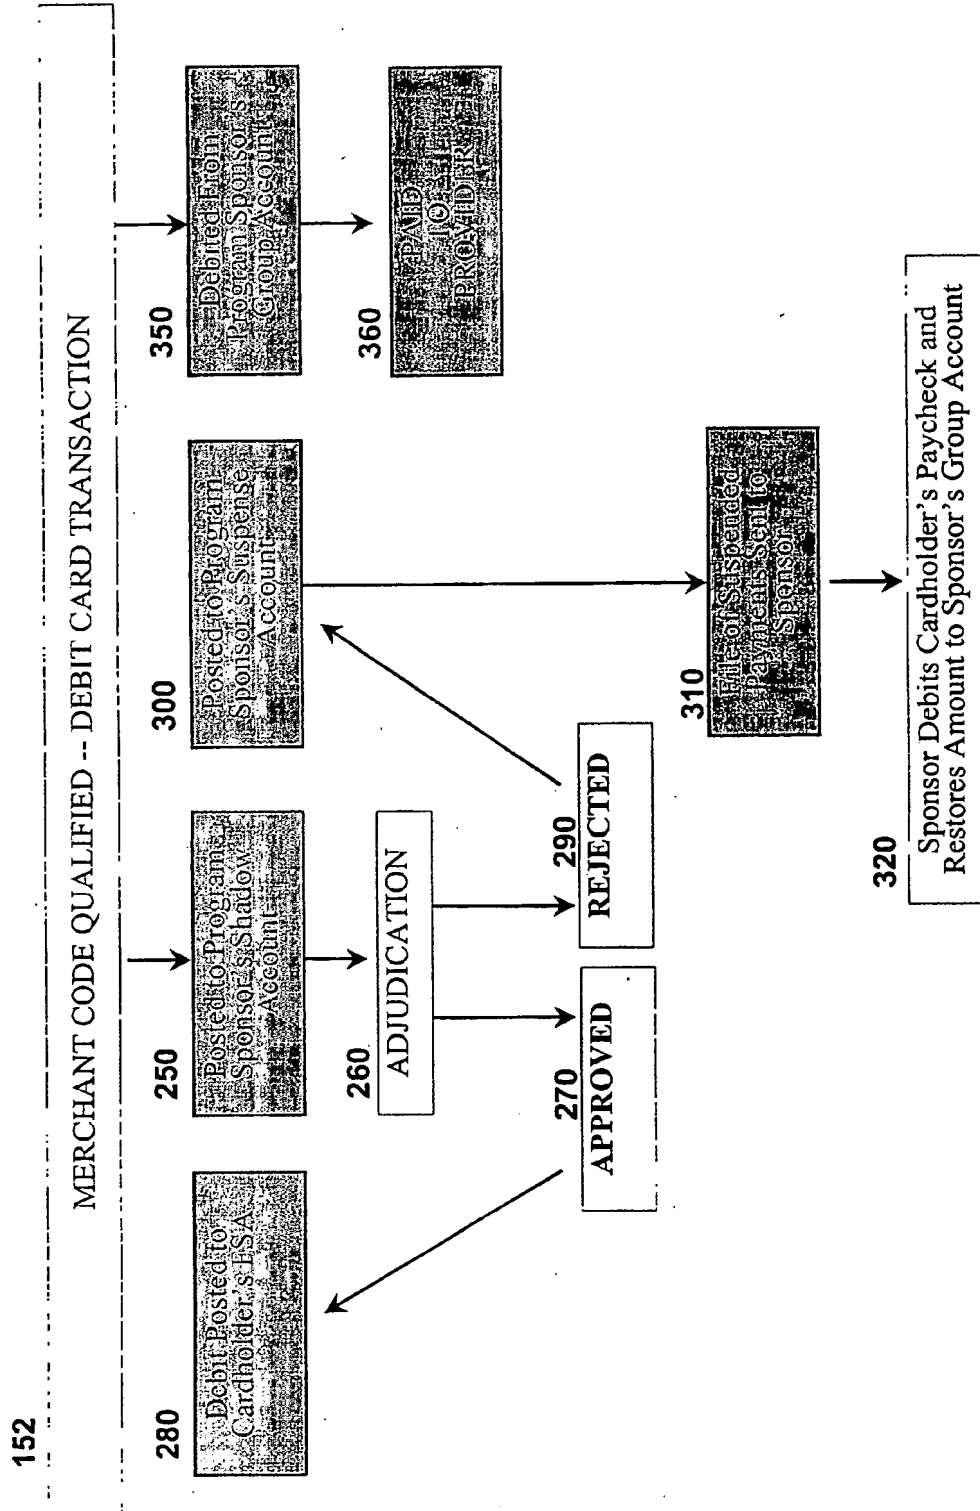 152
MERCHANT CODE QUALIFIED -- DEBIT CARD TRANSACTION
280
Debit Posted to
Cardholder's FSA
250
Posted to Program
Sponsor's Shadow
Account
300
Posted to Program
Sponsor's Suspense
Account
350
Debited From
Program Sponsor's
Group Account
260
ADJUDICATION
360
PAID
TO
PROVIDER
270
APPROVED
290
REJECTED
310
File of Suspended
Payments Sent to
Sponsor
320
Sponsor Debits Cardholder's Paycheck and
Restores Amount to Sponsor's Group Account